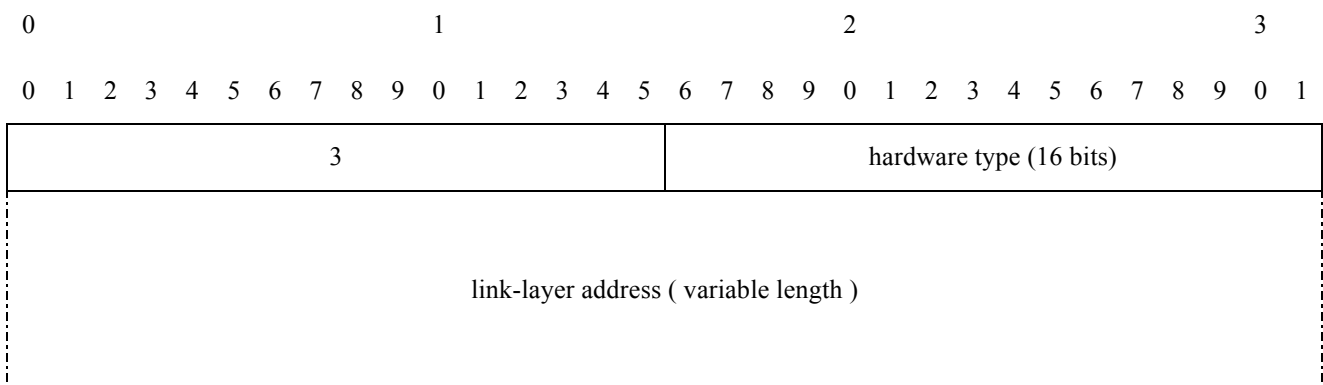 0 1 2 3
0 1 2 3 4 5 6 7 8 9 0 1 2 3 4 5 6 7 8 9 0 1 2 3 4 5 6 7 8 9 0 1
3 hardware type (16 bits)
link-layer address ( variable length )